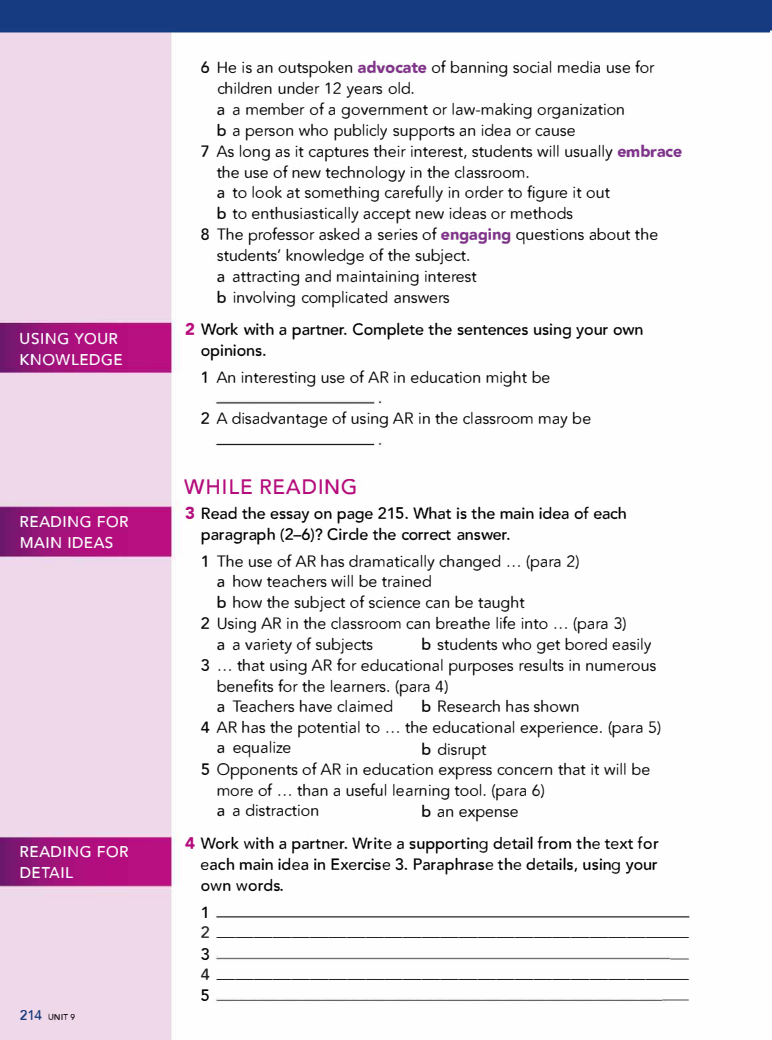 6 He is an outspoken advocate of banning social media use for
children under 12 years old.
a a member of a government or law-making organization
b a person who publicly supports an idea or cause
7 As long as it captures their interest, students will usually embrace
the use of new technology in the classroom.
a to look at something carefully in order to figure it out
b to enthusiastically accept new ideas or methods
8 The professor asked a series of engaging questions about the
students' knowledge of the subject.
a attracting and maintaining interest
b involving complicated answers
USING YOUR
KNOWLEDGE
2 Work with a partner. Complete the sentences using your own
opinions.
1 An interesting use of AR in education might be
____________________ .
2 A disadvantage of using AR in the classroom may be
____________________ .
WHILE READING
READING FOR
MAIN IDEAS
3 Read the essay on page 215. What is the main idea of each
paragraph (2–6)? Circle the correct answer.
1 The use of AR has dramatically changed … (para 2)
a how teachers will be trained
b how the subject of science can be taught
2 Using AR in the classroom can breathe life into … (para 3)
a a variety of subjects b students who get bored easily
3 … that using AR for educational purposes results in numerous
benefits for the learners. (para 4)
a Teachers have claimed b Research has shown
4 AR has the potential to … the educational experience. (para 5)
a equalize b disrupt
5 Opponents of AR in education express concern that it will be
more of … than a useful learning tool. (para 6)
a a distraction b an expense
READING FOR
DETAIL
4 Work with a partner. Write a supporting detail from the text for
each main idea in Exercise 3. Paraphrase the details, using your
own words.
1 ____________________
2 ____________________
3 ____________________
4 ____________________
5 ____________________
214 UNIT 9